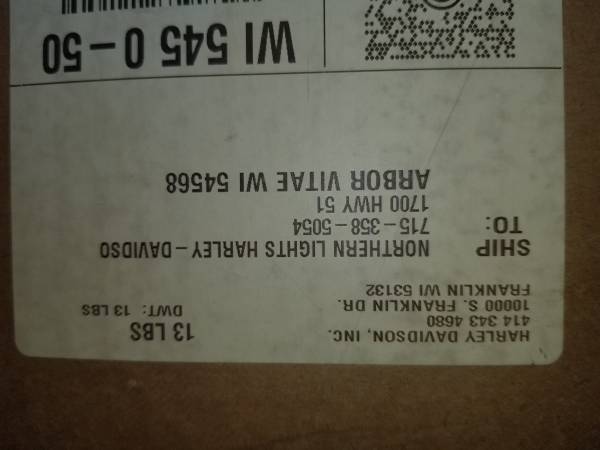 HARLEY DAVIDSON, INC.
414 343 4680
10000 S. FRANKLIN DR.
FRANKLIN WI 53132
13 LBS
DWT: 13 LBS
SHIP TO:
NORTHERN LIGHTS HARLEY-DAVIDSO
715-358-5054
1700 HWY 51
ARBOR VITAE WI 54568
WI 545 0-50